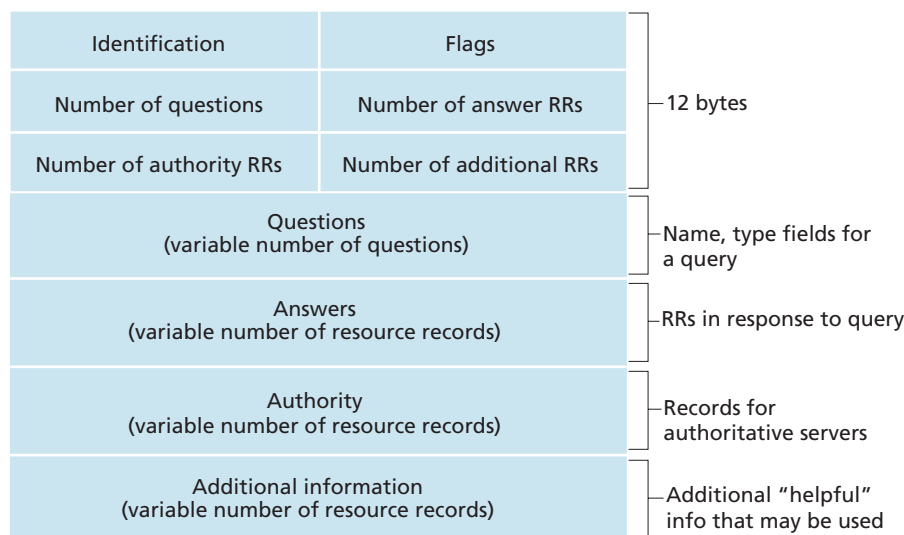 Identification
Flags
Number of questions
Number of answer RRs
12 bytes
Number of authority RRs
Number of additional RRs
Questions
(variable number of questions)
Name, type fields for
a query
Answers
(variable number of resource records)
RRs in response to query
Authority
(variable number of resource records)
Records for
authoritative servers
Additional information
(variable number of resource records)
Additional “helpful”
info that may be used